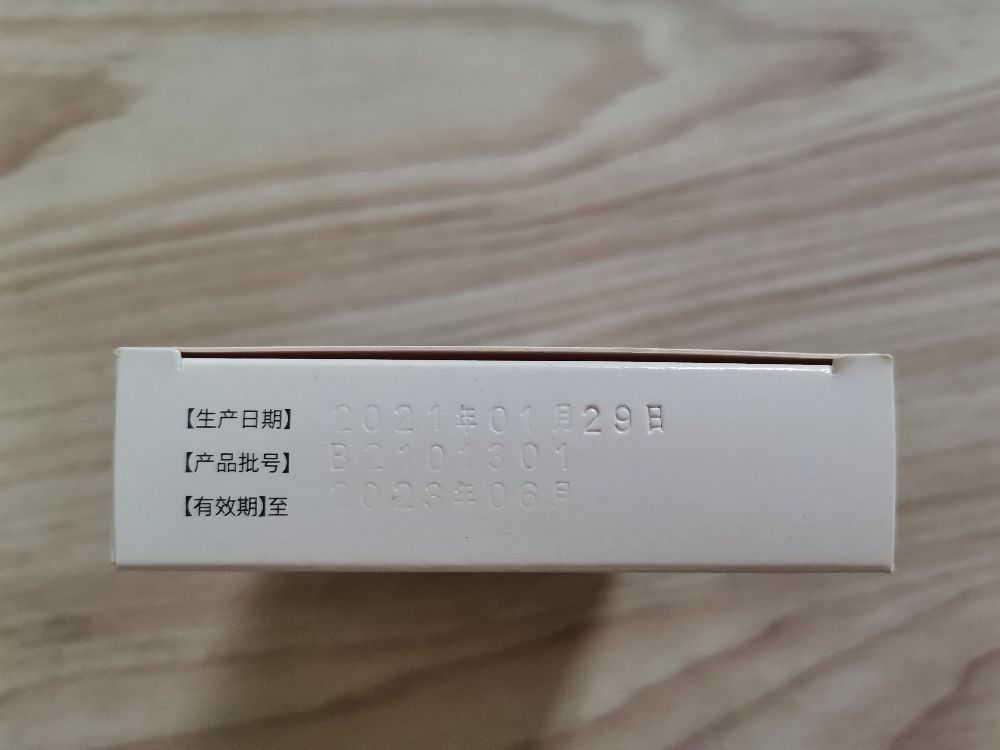 【生产日期】 2021年01月29日
【产品批号】 B2101301
【有效期】至 2023年06月